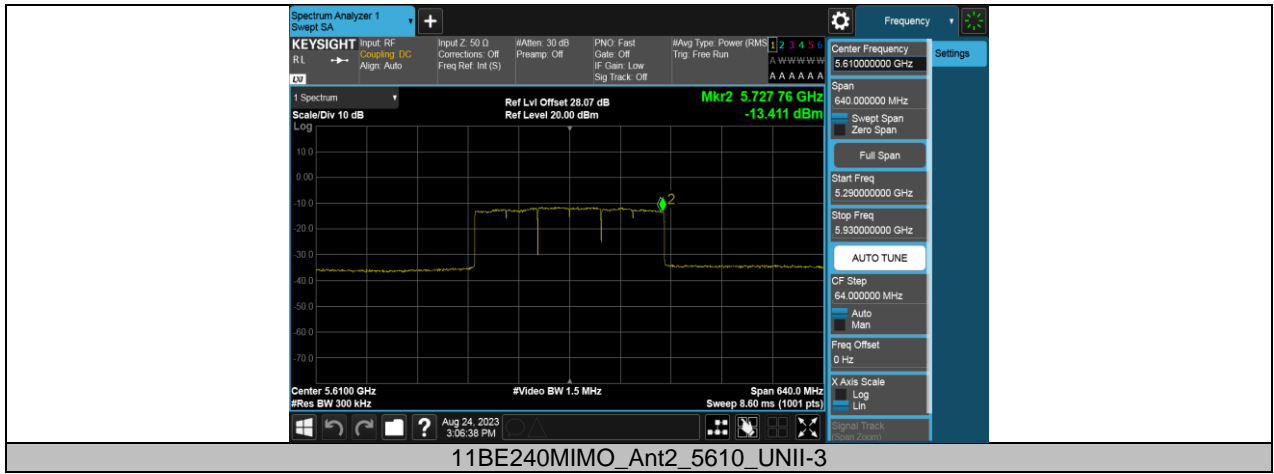 Spectrum Analyzer 1
Swept SA
Frequency
KEYSIGHT
RL
LXI
Input: RF
Coupling: DC
Align: Auto
Input Z: 50 Ω
Corrections: Off
Freq Ref: Int (S)
#Atten: 30 dB
Preamp: Off
PNO: Fast
Gate: Off
IF Gain: Low
Sig Track: Off
#Avg Type: Power (RMS
Trig: Free Run
1 2 3 4 5 6
A W W W W W
A A A A A A
1 Spectrum
Scale/Div 10 dB
Log
Ref Lvl Offset 28.07 dB
Ref Level 20.00 dBm
Mkr2 5.727 76 GHz
-13.411 dBm
10.0
0.00
-10.0
-20.0
-30.0
-40.0
-50.0
-60.0
-70.0
2
Center 5.6100 GHz
#Res BW 300 kHz
#Video BW 1.5 MHz
Span 640.0 MHz
Sweep 8.60 ms (1001 pts)
Settings
Center Frequency
5.610000000 GHz
Span
640.000000 MHz
Swept Span
Zero Span
Full Span
Start Freq
5.290000000 GHz
Stop Freq
5.930000000 GHz
AUTO TUNE
CF Step
64.000000 MHz
Auto
Man
Freq Offset
0 Hz
X Axis Scale
Log
Lin
Signal Track
(Span Zoom)
?
Aug 24, 2023
3:06:38 PM
11BE240MIMO_Ant2_5610_UNII-3